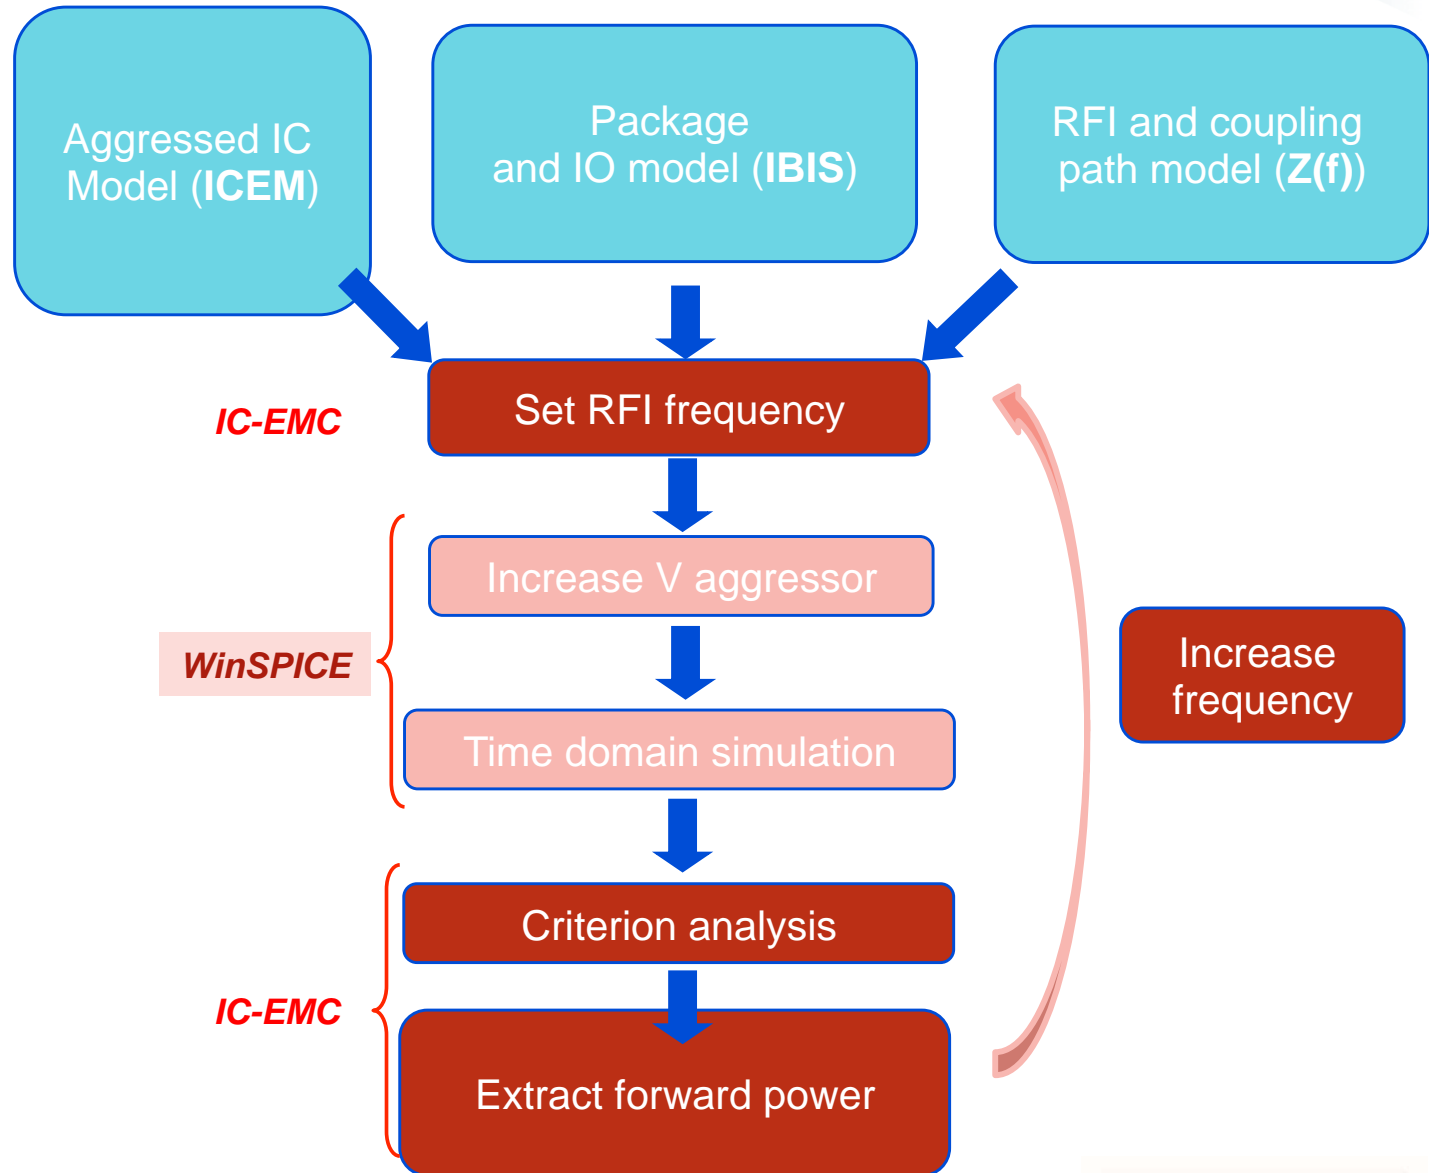 Aggressed IC
Model (ICEM)
Package
and IO model (IBIS)
RFI and coupling
path model (Z(f))
IC-EMC
Set RFI frequency
Increase V aggressor
WinSPICE
Increase
frequency
Time domain simulation
Criterion analysis
IC-EMC
Extract forward power